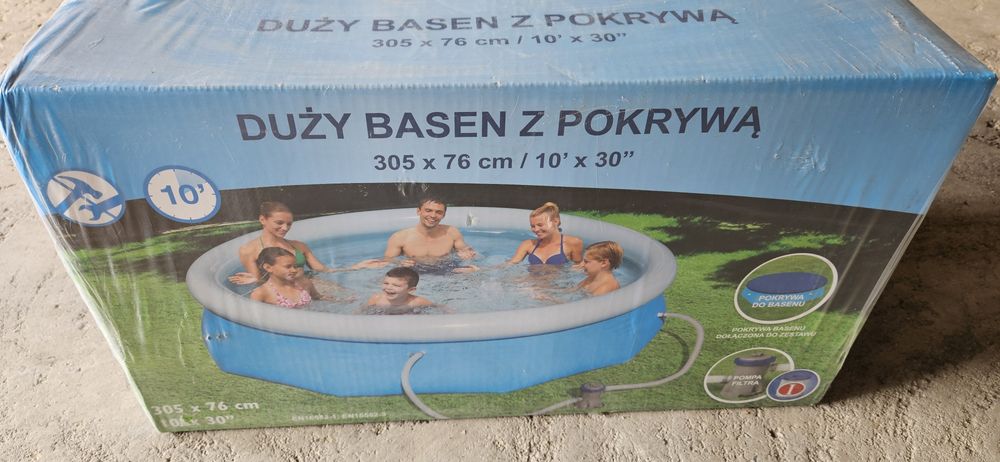 DUŻY BASEN Z POKRYWĄ
305 x 76 cm / 10' x 30”
DUŻY BASEN Z POKRYWĄ
305 x 76 cm / 10' x 30”
10'
POKRYWA
DO BASENU
POKRYWA BASENU
DOŁĄCZONA DO ZESTAWU
POMPA
FILTRA
305 x 76 cm
10' x 30”